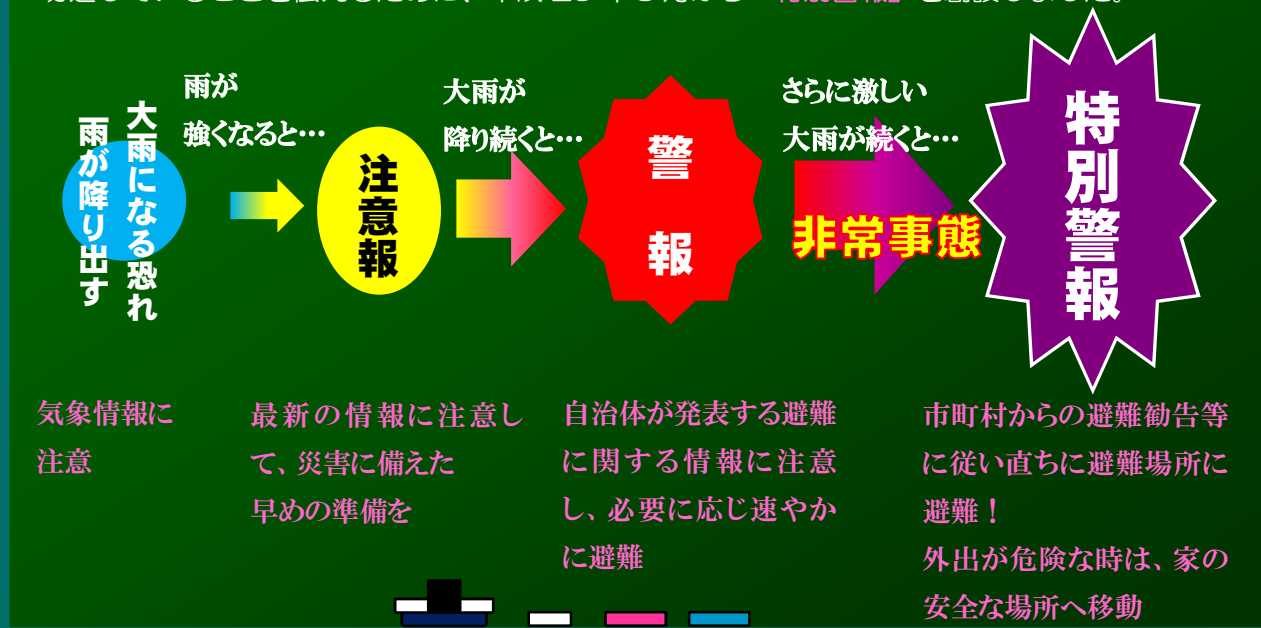 雨が降り出す
大雨になる恐れ
雨が
強くなると…
注意報
大雨が
降り続くと…
警報
さらに激しい
大雨が続くと…
非常事態
特別警報
気象情報に
注意
最新の情報に注意し
て、災害に備えた
早めの準備を
自治体が発表する避難
に関する情報に注意
し、必要に応じ速やか
に避難
市町村からの避難勧告等
に従い直ちに避難場所に
避難！
外出が危険な時は、家の
安全な場所へ移動